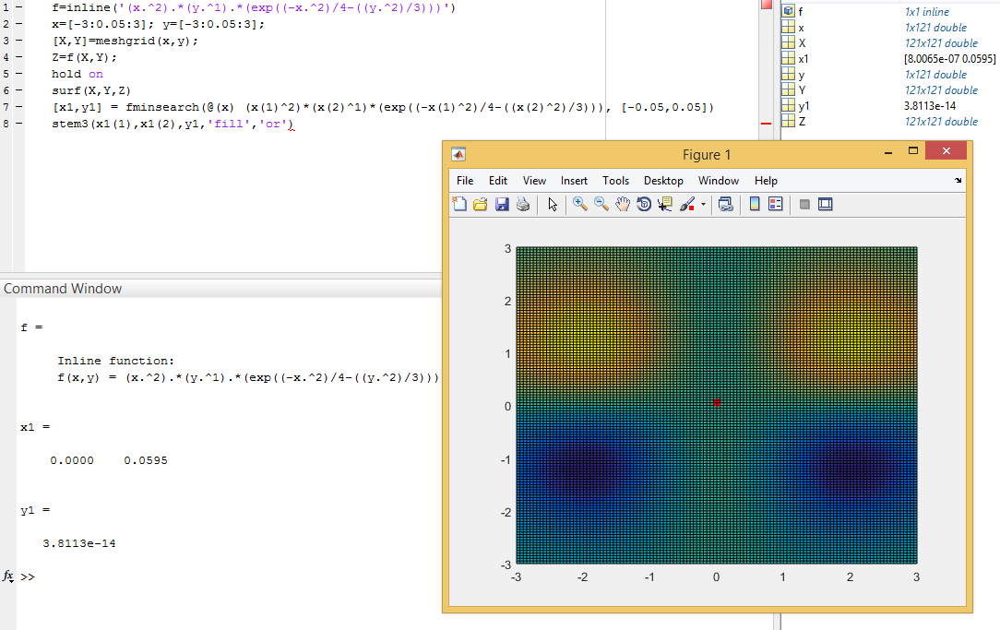 1 – f=inline('(x.^2).*(y.^1).*(exp((-x.^2)/4-((y.^2)/3)))')
2 – x=[-3:0.05:3]; y=[-3:0.05:3];
3 – [X,Y]=meshgrid(x,y);
4 – Z=f(X,Y);
5 – hold on
6 – surf(X,Y,Z)
7 – [x1,y1] = fminsearch(@(x) (x(1)^2)*(x(2)^1)*(exp((-x(1)^2)/4-((x(2)^2)/3))), [-0.05,0.05])
8 – stem3(x1(1),x1(2),y1,'fill','or')
f 1x1 inline
x 1x121 double
X 121x121 double
x1 [8.0065e-07 0.0595]
y 1x121 double
Y 121x121 double
y1 3.8113e-14
Z 121x121 double
Command Window
f =
Inline function:
f(x,y) = (x.^2).*(y.^1).*(exp((-x.^2)/4-((y.^2)/3)))
x1 =
0.0000 0.0595
y1 =
3.8113e-14
fx >>
Figure 1
File Edit View Insert Tools Desktop Window Help
3
2
1
0
-1
-2
-3
-3 -2 -1 0 1 2 3